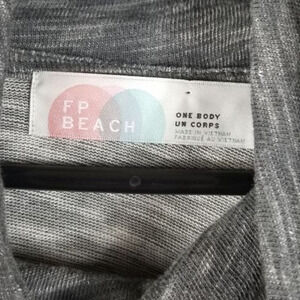 FP
BEACH
ONE BODY
UN CORPS
MADE IN VIETNAM
FABRIQUÉ AU VIETNAM